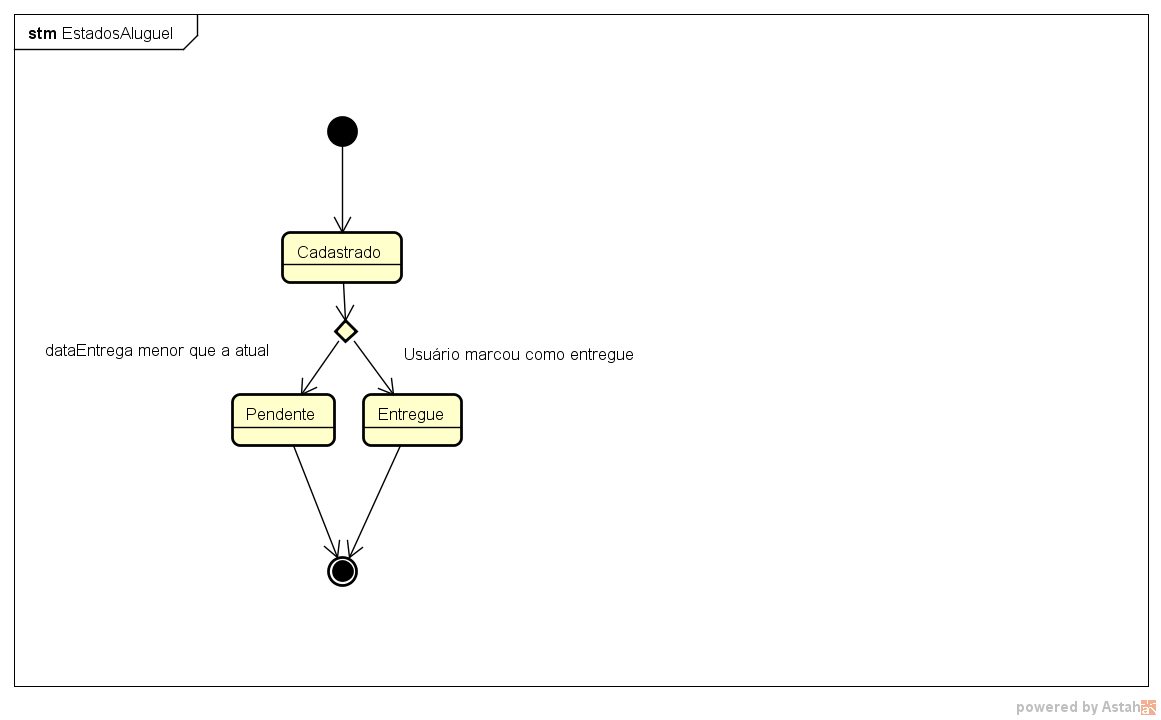 stm EstadosAluguel
Cadastrado
dataEntrega menor que a atual
Usuário marcou como entregue
Pendente
Entregue
powered by Astah